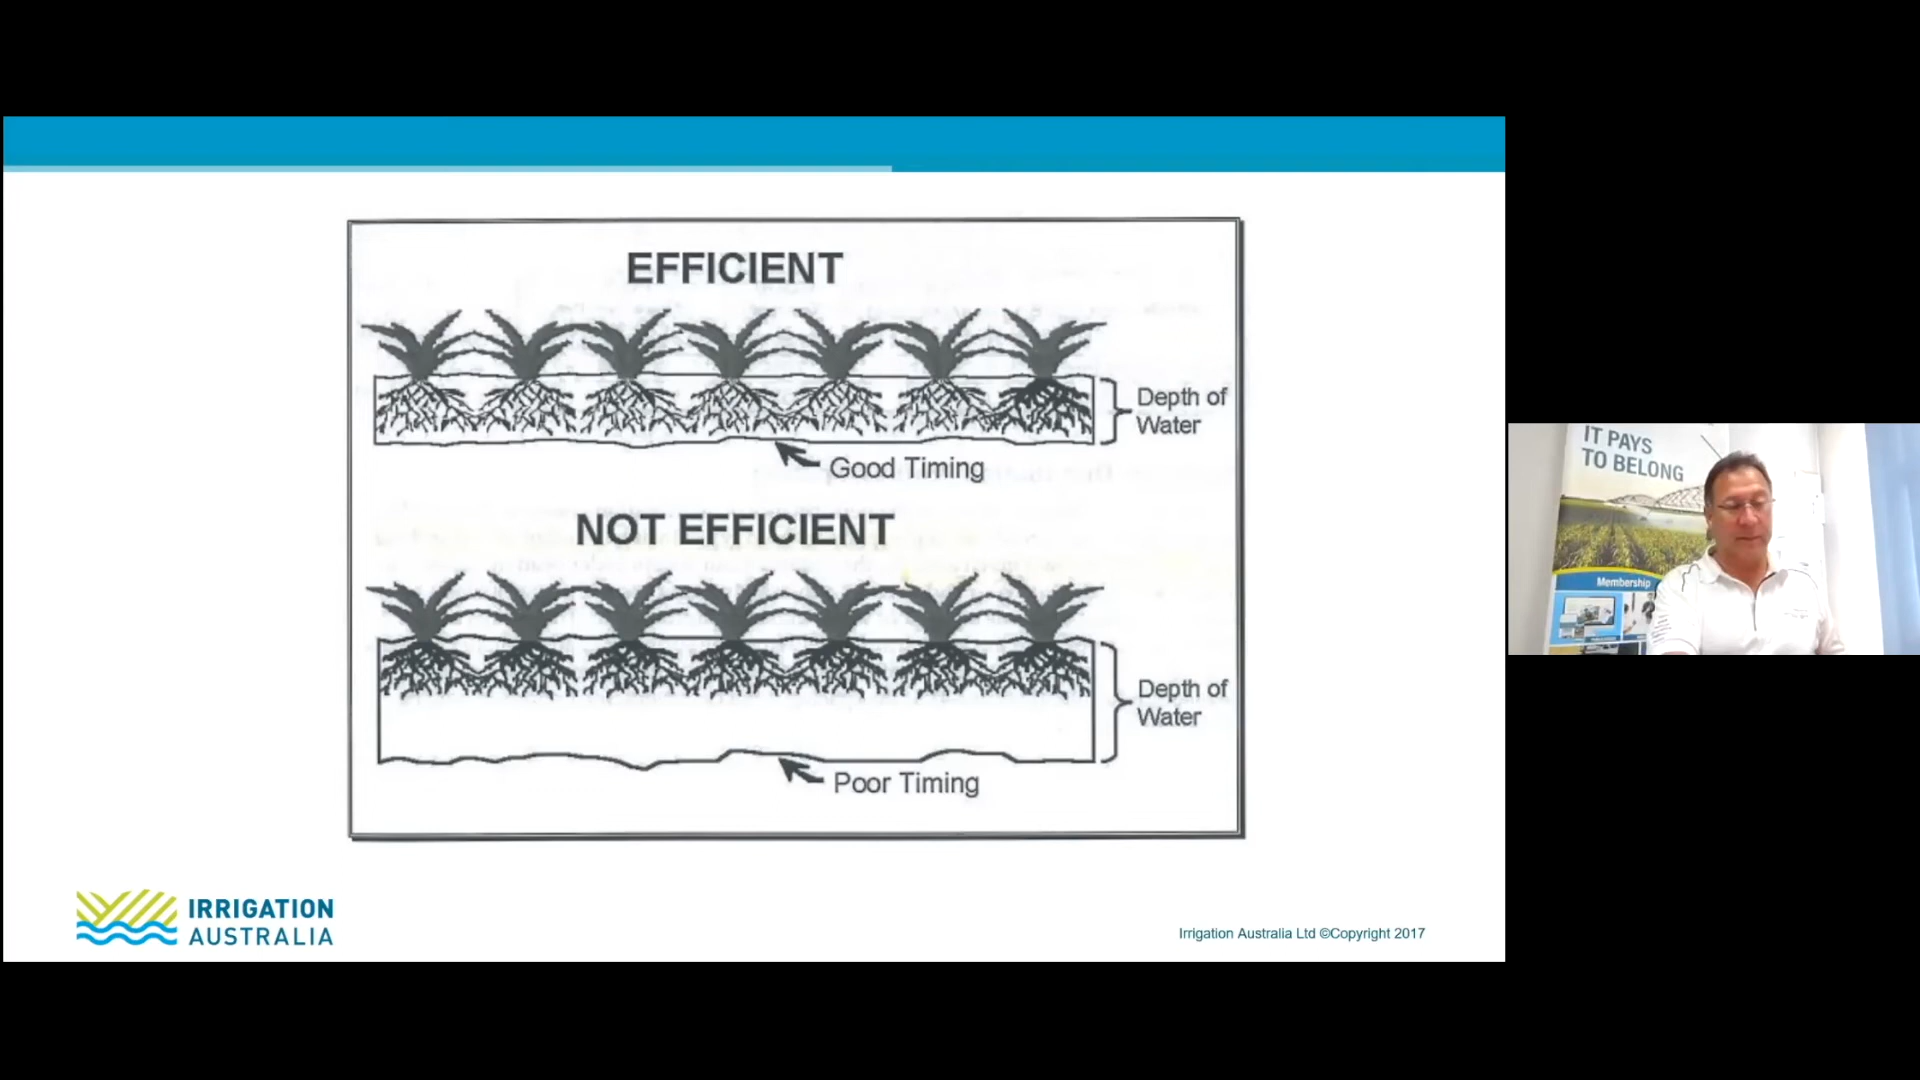 EFFICIENT
Depth of
Water
Good Timing
NOT EFFICIENT
Depth of
Water
Poor Timing
IRRIGATION
AUSTRALIA
Irrigation Australia Ltd ©Copyright 2017
IT PAYS
TO BELONG
Membership